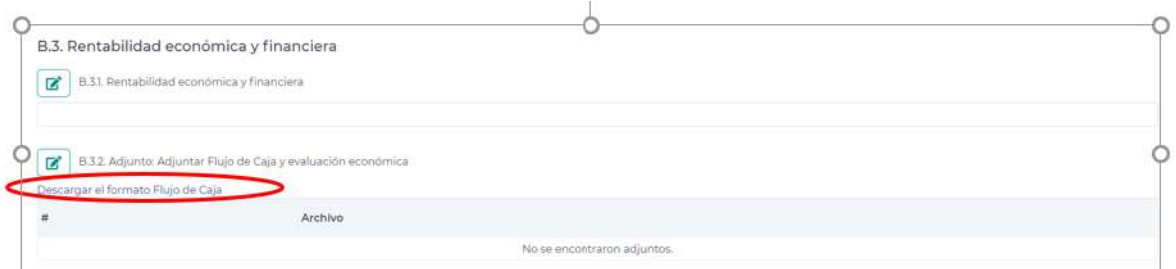 B.3. Rentabilidad económica y financiera
B.3.1. Rentabilidad económica y financiera
B.3.2. Adjunto: Adjuntar Flujo de Caja y evaluación económica
Descargar el formato Flujo de Caja
# Archivo
No se encontraron adjuntos.